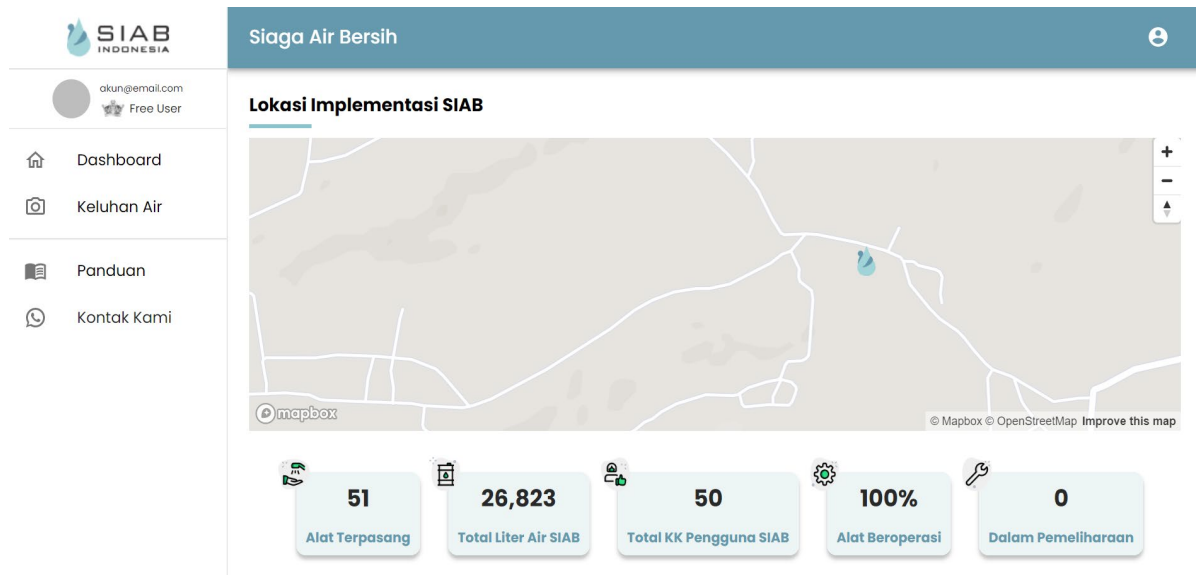 SIAB
INDONESIA
akun@email.com
Free User
Dashboard
Keluhan Air
Panduan
Kontak Kami
Siaga Air Bersih
Lokasi Implementasi SIAB
mapbox
© Mapbox © OpenStreetMap Improve this map
51
Alat Terpasang
26,823
Total Liter Air SIAB
50
Total KK Pengguna SIAB
100%
Alat Beroperasi
0
Dalam Pemeliharaan